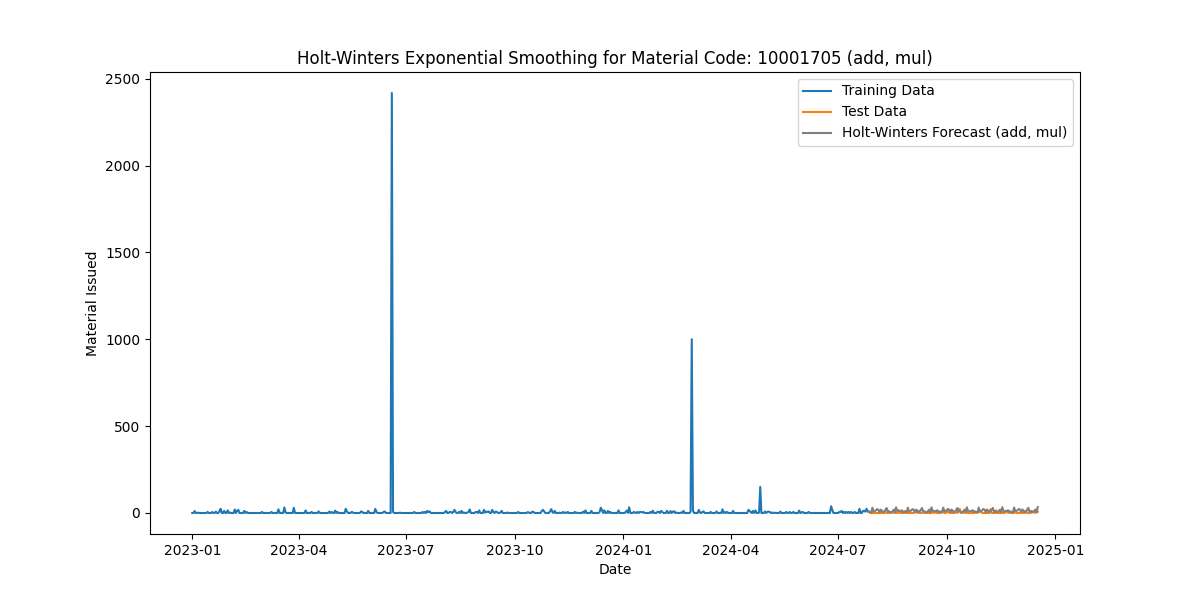 Holt-Winters Exponential Smoothing for Material Code: 10001705 (add, mul)
2500
2000
1500
1000
500
0
Material Issued
Training Data
Test Data
Holt-Winters Forecast (add, mul)
2023-01 2023-04 2023-07 2023-10 2024-01 2024-04 2024-07 2024-10 2025-01
Date